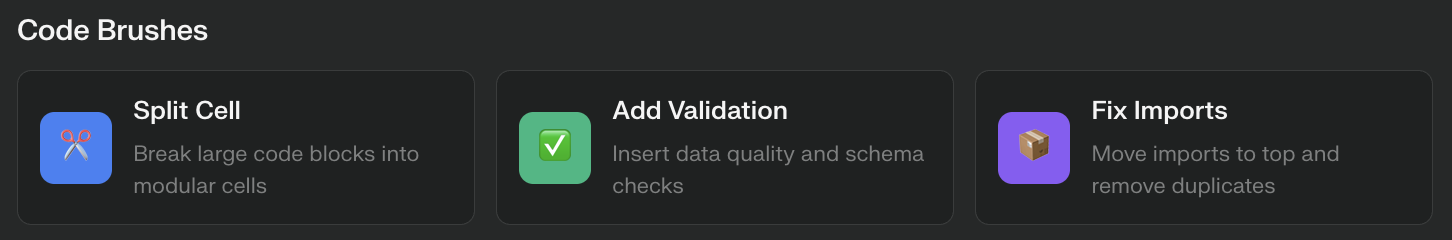 Code Brushes
Split Cell
Break large code blocks into
modular cells
Add Validation
Insert data quality and schema
checks
Fix Imports
Move imports to top and
remove duplicates